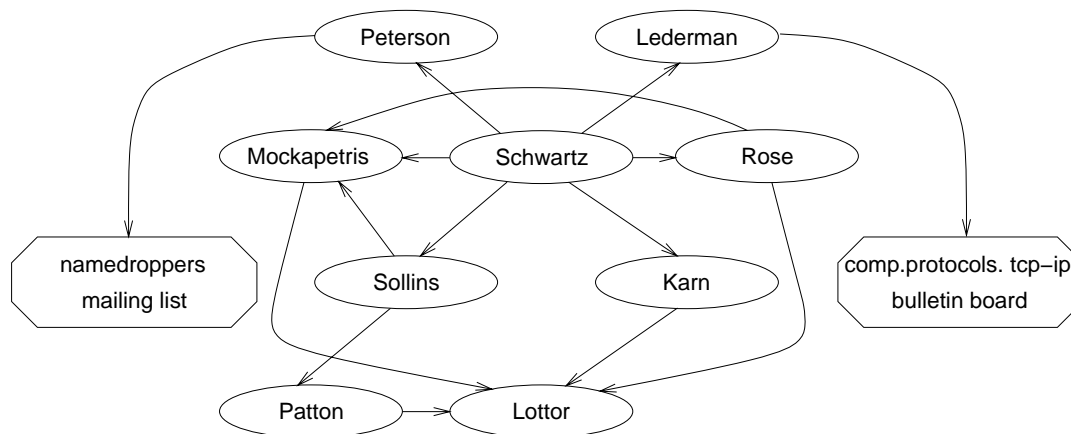 Peterson
Lederman
Mockapetris
Schwartz
Rose
namedroppers
mailing list
Sollins
Karn
comp.protocols. tcp–ip
bulletin board
Patton
Lottor